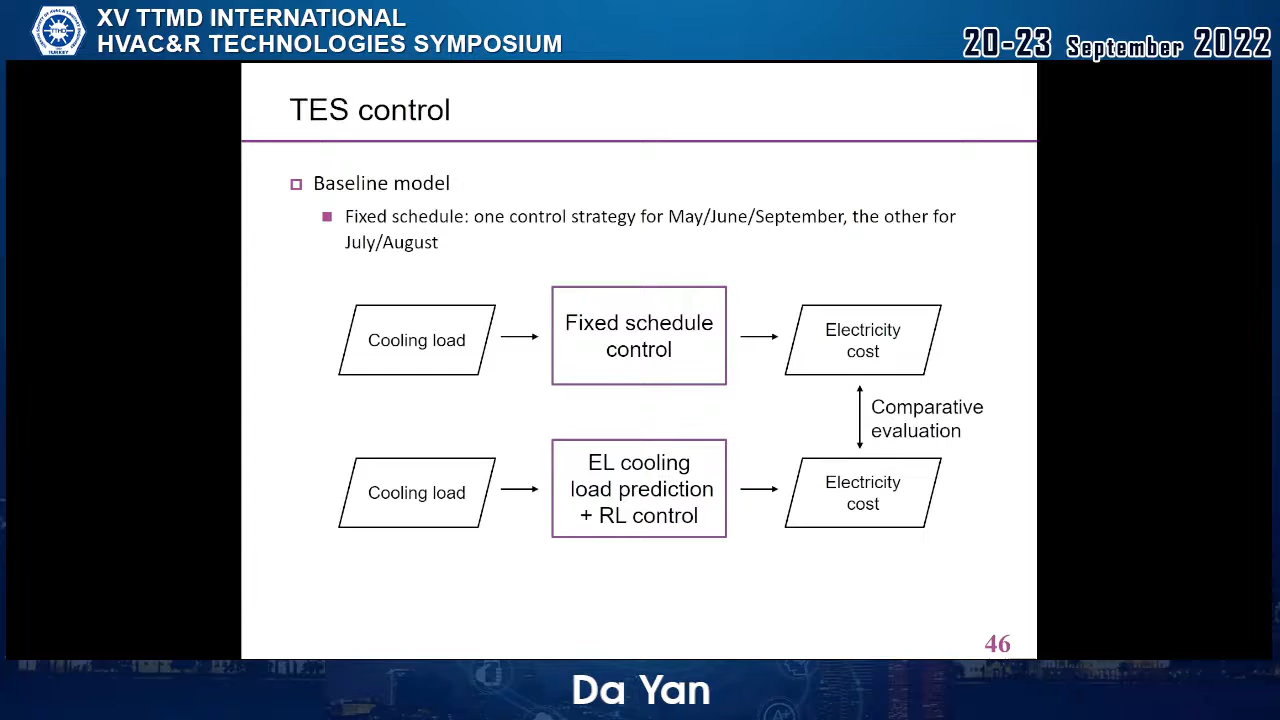 XV TTMD INTERNATIONAL
HVAC&R TECHNOLOGIES SYMPOSIUM
20-23 September 2022
TES control
Baseline model
Fixed schedule: one control strategy for May/June/September, the other for
July/August
Cooling load
Fixed schedule
control
Electricity
cost
Comparative
evaluation
Cooling load
EL cooling
load prediction
+ RL control
Electricity
cost
46
Da Yan